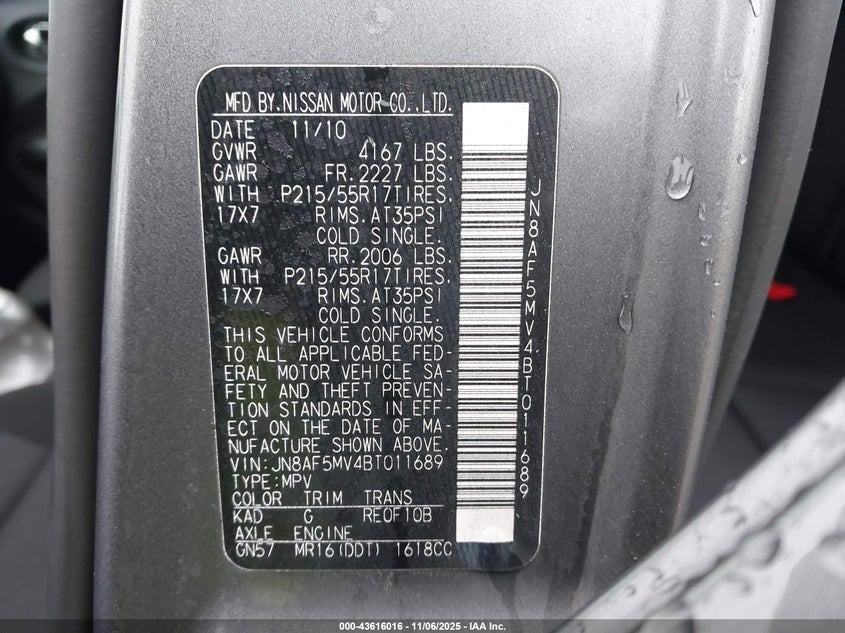 MFD BY.NISSAN MOTOR CO.,LTD.
DATE 11/10
GVWR 4167 LBS.
GAWR FR. 2227 LBS.
WITH P215/55R17TIRES.
17X7 RIMS. AT35PSI
COLD SINGLE.
GAWR RR. 2006 LBS.
WITH P215/55R17TIRES.
17X7 RIMS. AT35PSI
COLD SINGLE.
THIS VEHICLE CONFORMS
TO ALL APPLICABLE FED-
ERAL MOTOR VEHICLE SA-
FETY AND THEFT PREVEN-
TION STANDARDS IN EFF-
ECT ON THE DATE OF MA-
NUFACTURE SHOWN ABOVE.
VIN:JN8AF5MV4BT011689
TYPE:MPV
COLOR TRIM TRANS
KAD G RE0F10B
AXLE ENGINE
GN57 MR16(DDT) 1618CC
JN8AF5MV4BT011689
000-43616016 - 11/06/2025 - IAA Inc.